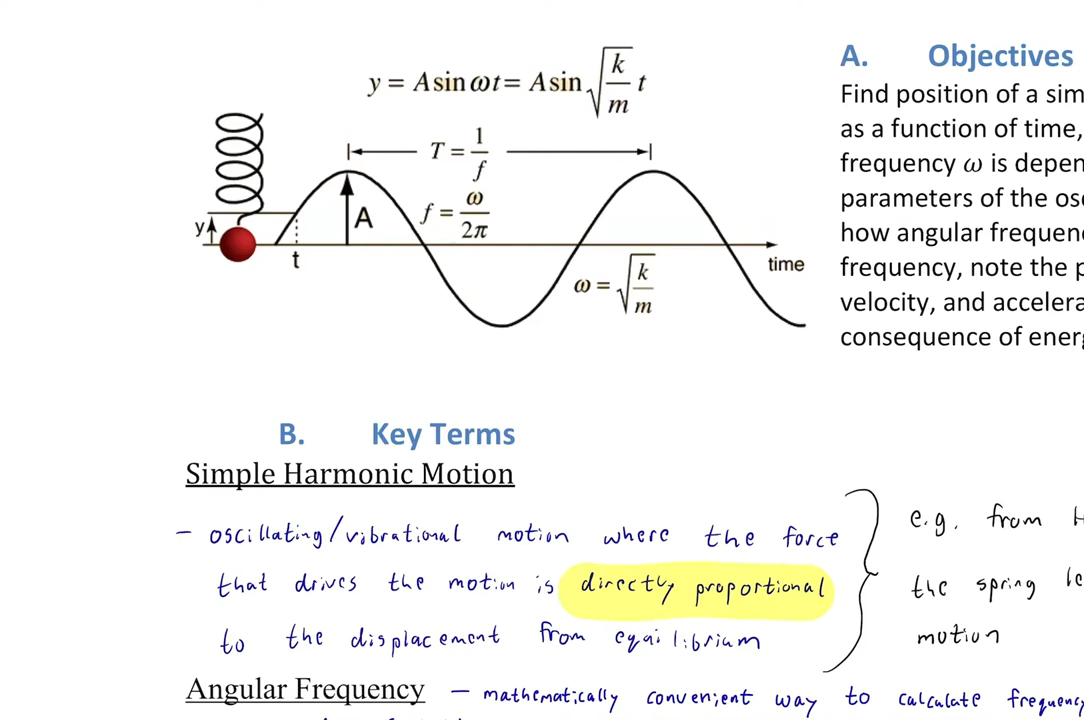 y = A sin ωt = A sin √(k/m) t
A. Objectives
Find position of a sim
as a function of time,
frequency ω is depen
parameters of the osc
how angular frequenc
frequency, note the p
velocity, and accelera
consequence of energ
T = 1/f
A
f = ω/2π
y
t
time
ω = √(k/m)
B. Key Terms
Simple Harmonic Motion
– oscillating/vibrational motion where the force
that drives the motion is directly proportional
to the displacement from equilibrium
e.g. from H
the spring le
motion
Angular Frequency – mathematically convenient way to calculate frequency